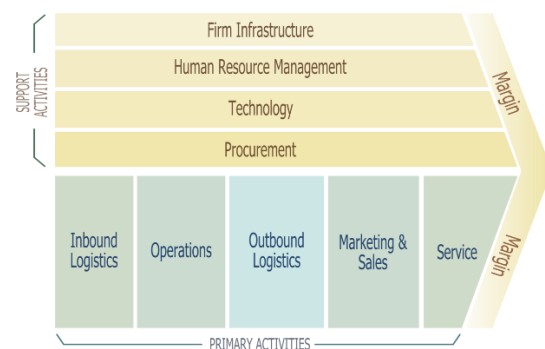 Firm Infrastructure
Human Resource Management
Technology
Procurement
SUPPORT
ACTIVITIES
Margin
Inbound
Logistics
Operations
Outbound
Logistics
Marketing &
Sales
Service
Margin
PRIMARY ACTIVITIES